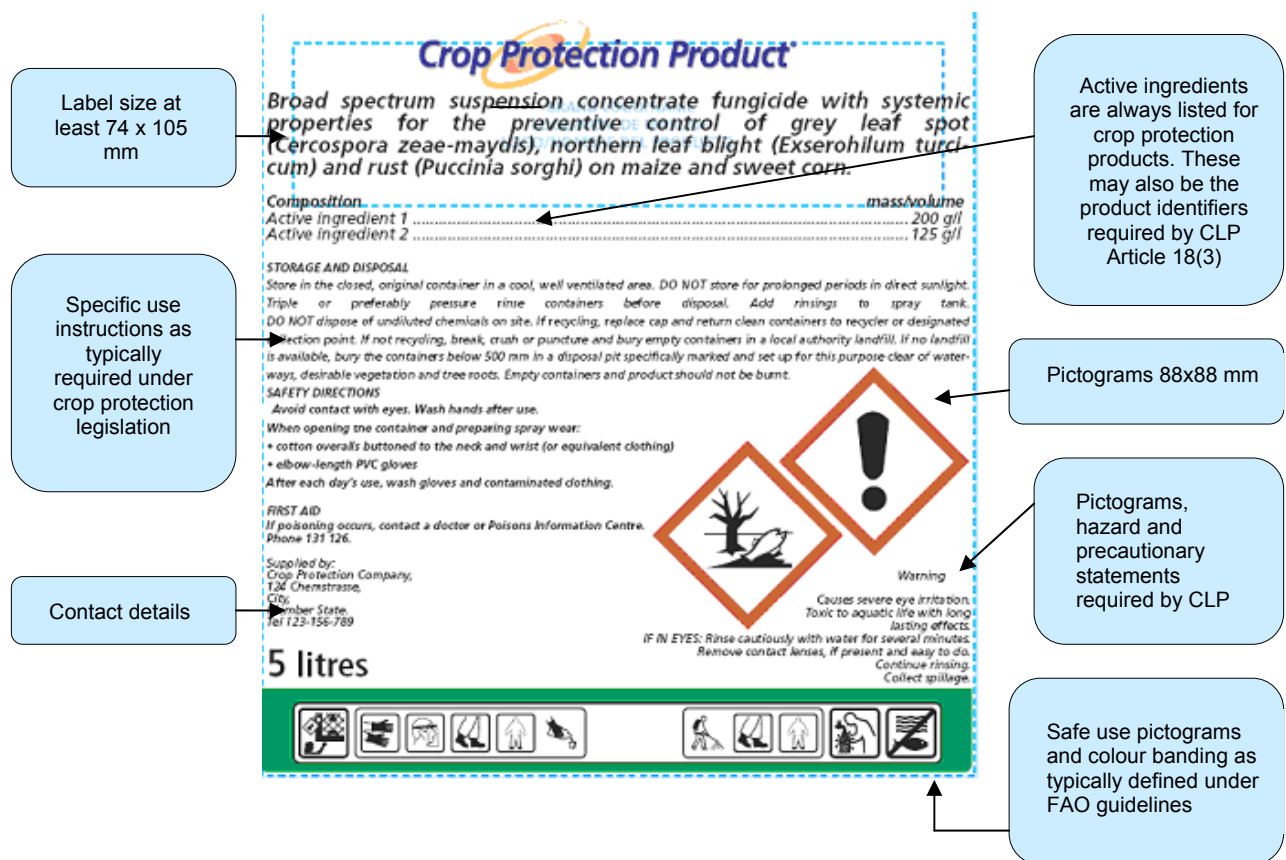 Crop Protection Product
Label size at
least 74 x 105
mm
Broad spectrum suspension concentrate fungicide with systemic
properties for the preventive control of grey leaf spot
(Cercospora zeae-maydis), northern leaf blight (Exserohilum turci-
cum) and rust (Puccinia sorghi) on maize and sweet corn.
Active ingredients
are always listed for
crop protection
products. These
may also be the
product identifiers
required by CLP
Article 18(3)
Composition mass/volume
Active ingredient 1 200 g/l
Active ingredient 2 125 g/l
Specific use
instructions as
typically
required under
crop protection
legislation
STORAGE AND DISPOSAL
Store in the closed, original container in a cool, well ventilated area. DO NOT store for prolonged periods in direct sunlight.
Triple or preferably pressure rinse containers before disposal. Add rinsings to spray tank.
DO NOT dispose of undiluted chemicals on site. If recycling, replace cap and return clean containers to recycler or designated
collection point. If not recycling, break, crush or puncture and bury empty containers in a local authority landfill. If no landfill
is available, bury the containers below 500 mm in a disposal pit specifically marked and set up for this purpose clear of water-
ways, desirable vegetation and tree roots. Empty containers and product should not be burnt.
SAFETY DIRECTIONS
Avoid contact with eyes. Wash hands after use.
When opening the container and preparing spray wear:
• cotton overalls buttoned to the neck and wrist (or equivalent clothing)
• elbow-length PVC gloves
After each day's use, wash gloves and contaminated clothing.
Pictograms 88x88 mm
FIRST AID
If poisoning occurs, contact a doctor or Poisons Information Centre.
Phone 131 126.
Pictograms,
hazard and
precautionary
statements
required by CLP
Contact details
Supplied by:
Crop Protection Company,
124 Chemstrasse,
City,
Member State.
Tel 123-156-789
Warning
Causes severe eye irritation.
Toxic to aquatic life with long
lasting effects.
IF IN EYES: Rinse cautiously with water for several minutes.
Remove contact lenses, if present and easy to do.
Continue rinsing.
Collect spillage.
5 litres
Safe use pictograms
and colour banding as
typically defined under
FAO guidelines